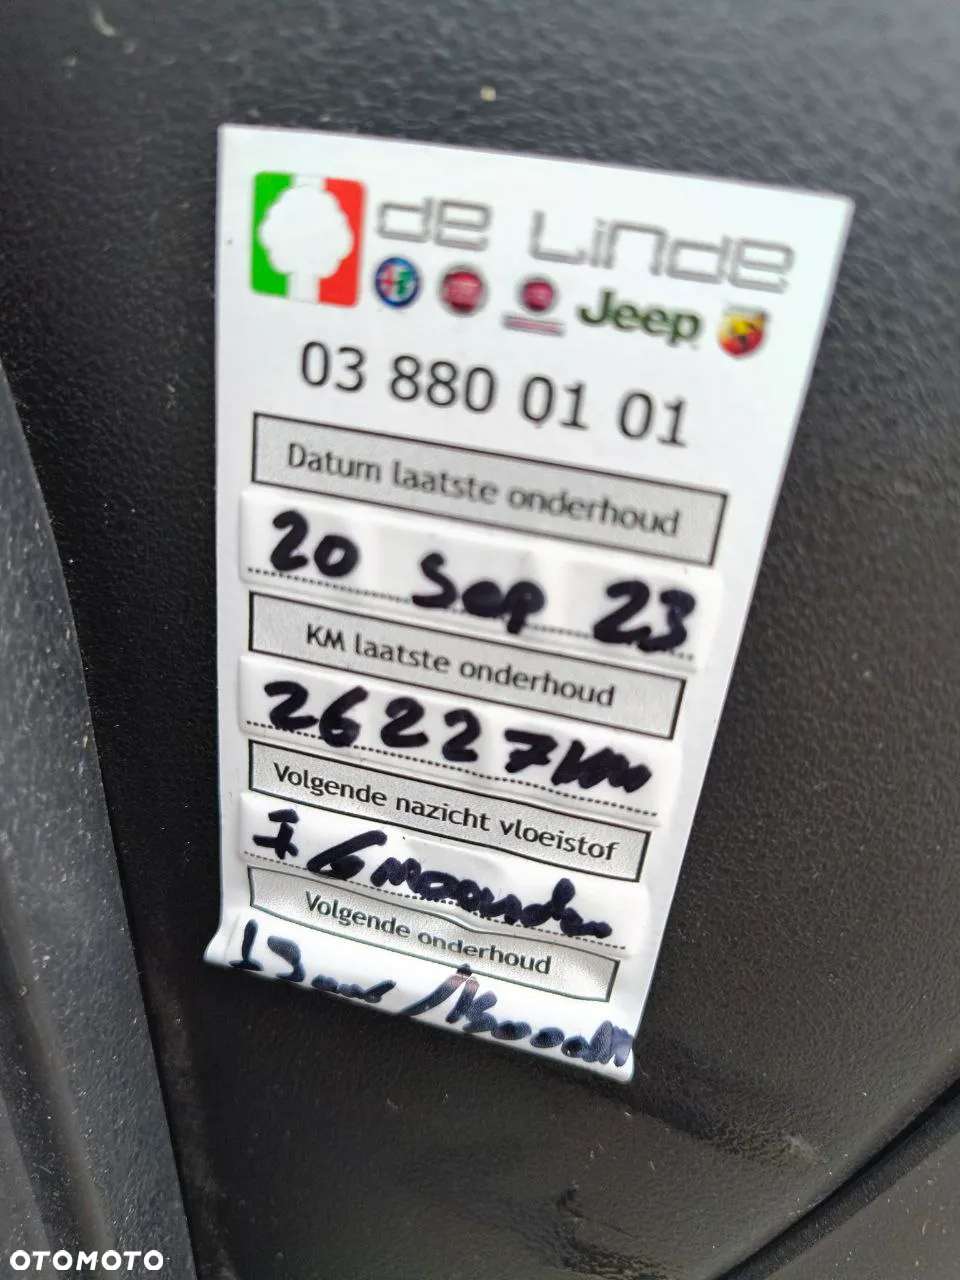 de Linde
Jeep
03 880 01 01
Datum laatste onderhoud
20 Sep 23
KM laatste onderhoud
26227km
Volgende nazicht vloeistof
6 maanden
Volgende onderhoud
OTOMOTO